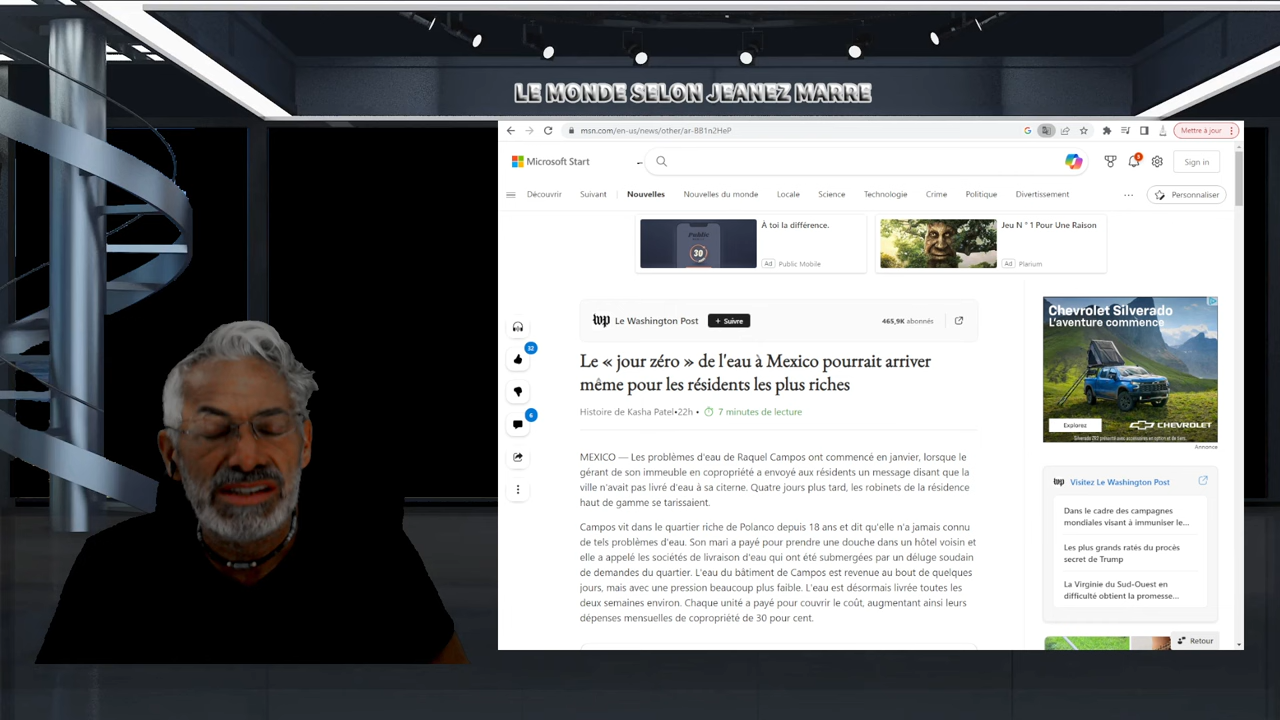 LE MONDE SELON JEANEZ MARRE
msn.com/en-us/news/other/ar-BB1n2HeP
Mettre à jour
Microsoft Start
3
Sign in
Découvrir
Suivant
Nouvelles
Nouvelles du monde
Locale
Science
Technologie
Crime
Politique
Divertissement
Personnaliser
Public
30
À toi la différence.
Ad Public Mobile
Jeu N ° 1 Pour Une Raison
Ad Plarium
wp Le Washington Post
+ Suivre
465,9K abonnés
32
6
Le « jour zéro » de l'eau à Mexico pourrait arriver
même pour les résidents les plus riches
Histoire de Kasha Patel•22h • 7 minutes de lecture
MEXICO — Les problèmes d'eau de Raquel Campos ont commencé en janvier, lorsque le
gérant de son immeuble en copropriété a envoyé aux résidents un message disant que la
ville n'avait pas livré d'eau à sa citerne. Quatre jours plus tard, les robinets de la résidence
haut de gamme se tarissaient.
Campos vit dans le quartier riche de Polanco depuis 18 ans et dit qu'elle n'a jamais connu
de tels problèmes d'eau. Son mari a payé pour prendre une douche dans un hôtel voisin et
elle a appelé les sociétés de livraison d'eau qui ont été submergées par un déluge soudain
de demandes du quartier. L'eau du bâtiment de Campos est revenue au bout de quelques
jours, mais avec une pression beaucoup plus faible. L'eau est désormais livrée toutes les
deux semaines environ. Chaque unité a payé pour couvrir le coût, augmentant ainsi leurs
dépenses mensuelles de copropriété de 30 pour cent.
Chevrolet Silverado
L'aventure commence
Explorez
CHEVROLET
Annonce
wp Visitez Le Washington Post
Dans le cadre des campagnes
mondiales visant à immuniser le...
Les plus grands ratés du procès
secret de Trump
La Virginie du Sud-Ouest en
difficulté obtient la promesse...
Retour